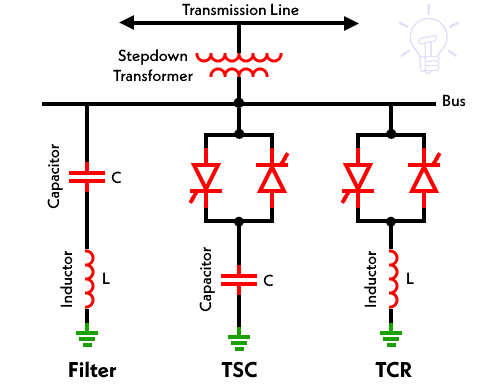 Transmission Line
Stepdown
Transformer
Bus
Capacitor
C
Inductor
L
Capacitor
C
Inductor
L
Filter
TSC
TCR